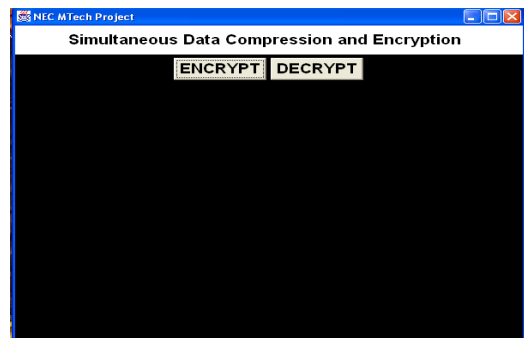 NEC MTech Project
Simultaneous Data Compression and Encryption
ENCRYPT DECRYPT